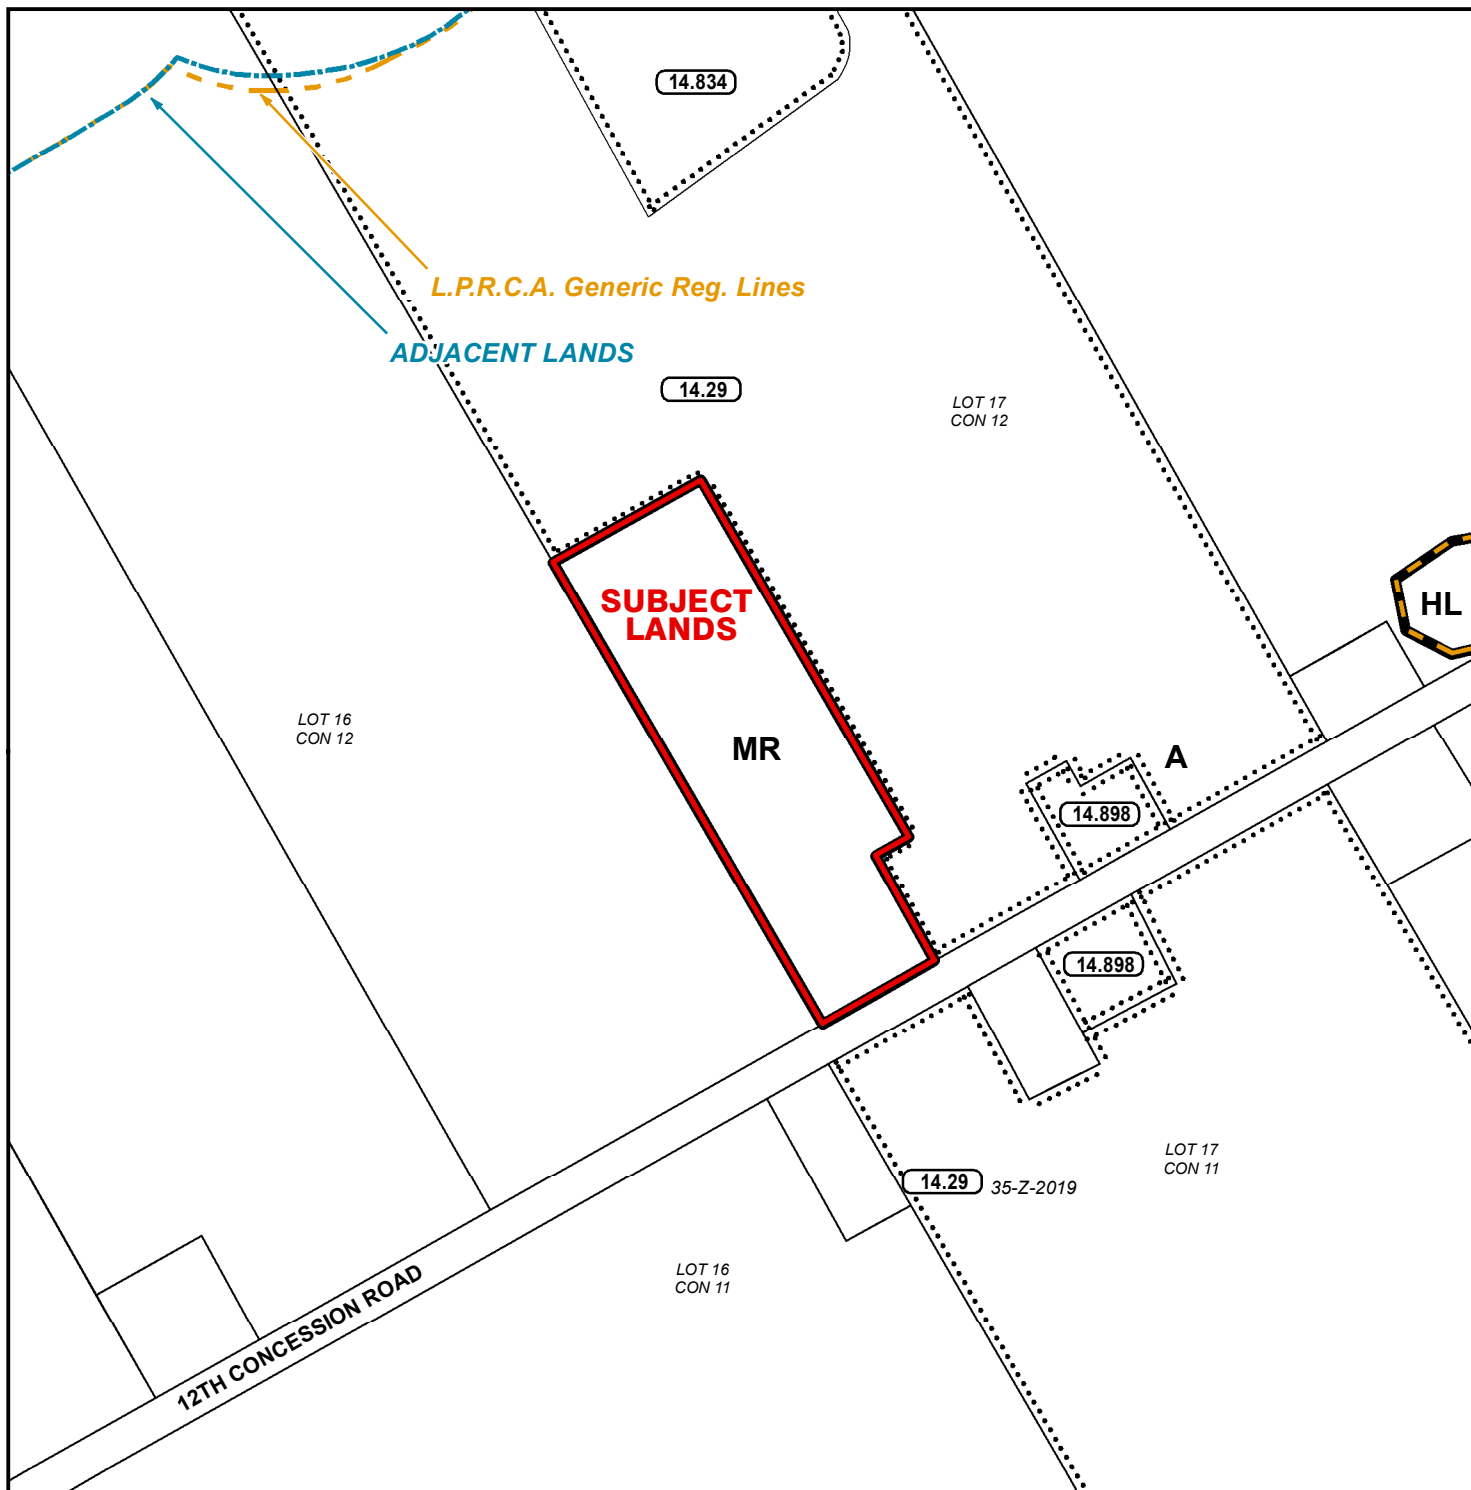 14.834
L.P.R.C.A. Generic Reg. Lines
ADJACENT LANDS
14.29
LOT 17
CON 12
SUBJECT
LANDS
HL
LOT 16
CON 12
MR
A
14.898
14.898
LOT 17
CON 11
14.29 35-Z-2019
LOT 16
CON 11
12TH CONCESSION ROAD